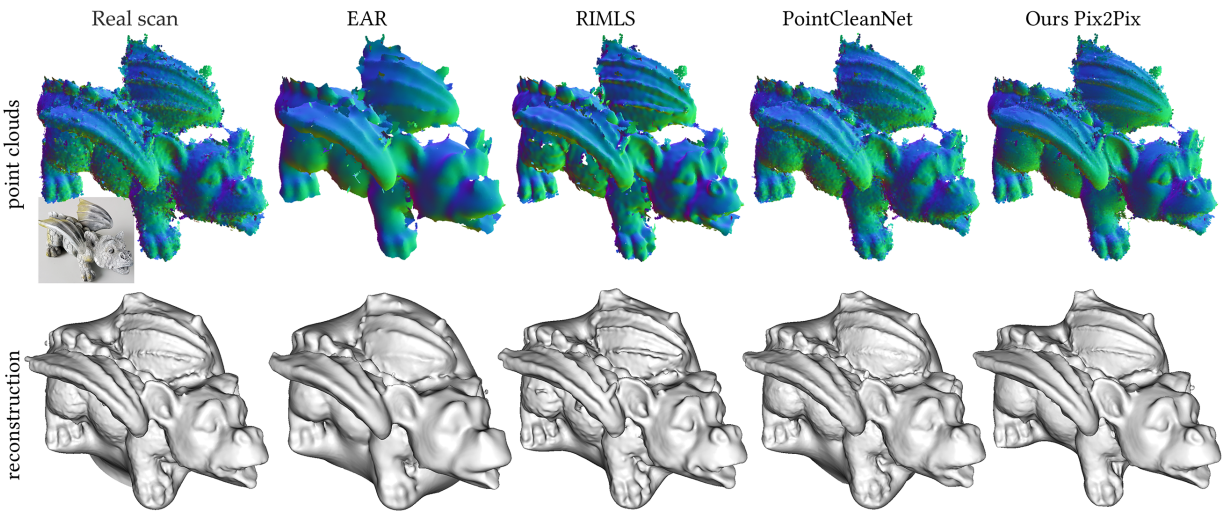 Real scan
EAR
RIMLS
PointCleanNet
Ours Pix2Pix
point clouds
reconstruction